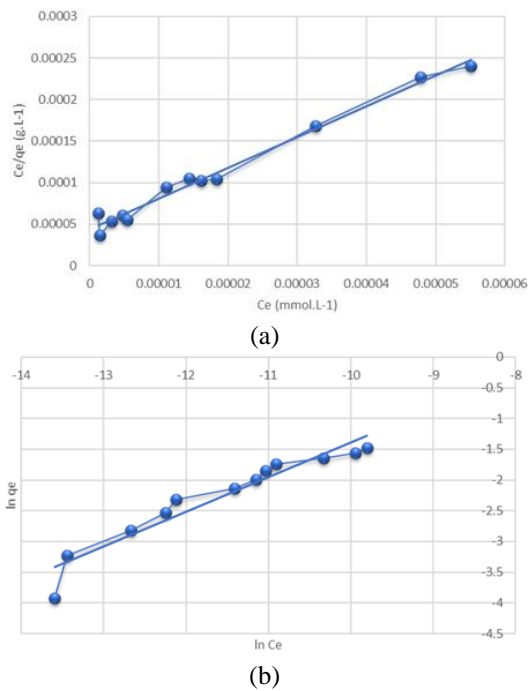 0.0003
0.00025
0.0002
0.00015
0.0001
0.00005
0
Ce/qe (g.L-1)
0 0.00001 0.00002 0.00003 0.00004 0.00005 0.00006
Ce (mmol.L-1)
(a)
-14 -13 -12 -11 -10 -9 -8
0
-0.5
-1
-1.5
-2
-2.5
-3
-3.5
-4
-4.5
ln qe
ln Ce
(b)